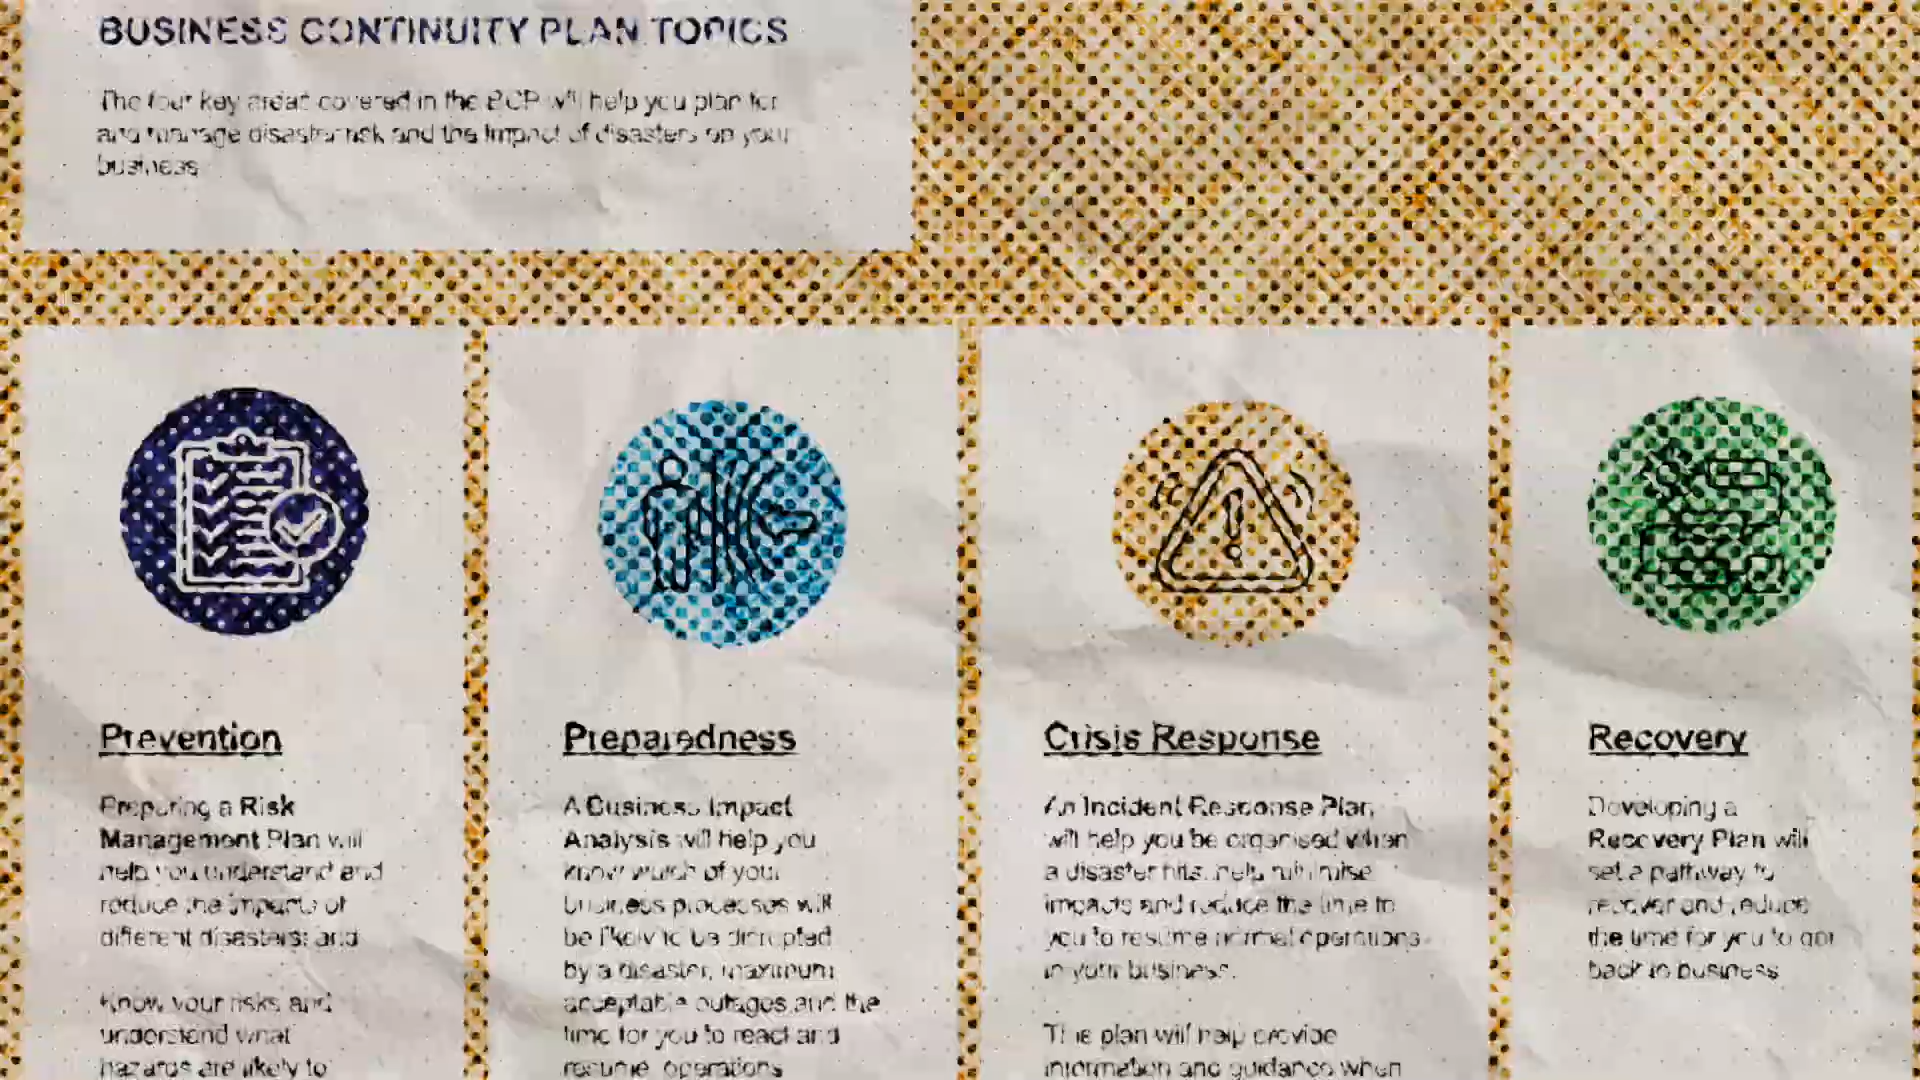 BUSINESS CONTINUITY PLAN TOPICS
The four key areas covered in the BCP will help you plan for
and manage disaster risk and the impact of disasters on your
business
Prevention
Preparing a Risk
Management Plan will
help you understand and
reduce the impacts of
different disasters; and
Know your risks and
understand what
hazards are likely to
Preparedness
A Business Impact
Analysis will help you
know which of your
business processes will
be likely to be disrupted
by a disaster, maximum
acceptable outages and the
time for you to react and
resume operations
Crisis Response
An Incident Response Plan
will help you be organised when
a disaster hits, help minimise
impacts and reduce the time to
you to resume normal operations
in your business.
This plan will help provide
information and guidance when
Recovery
Developing a
Recovery Plan will
set a pathway to
recover and reduce
the time for you to get
back to business